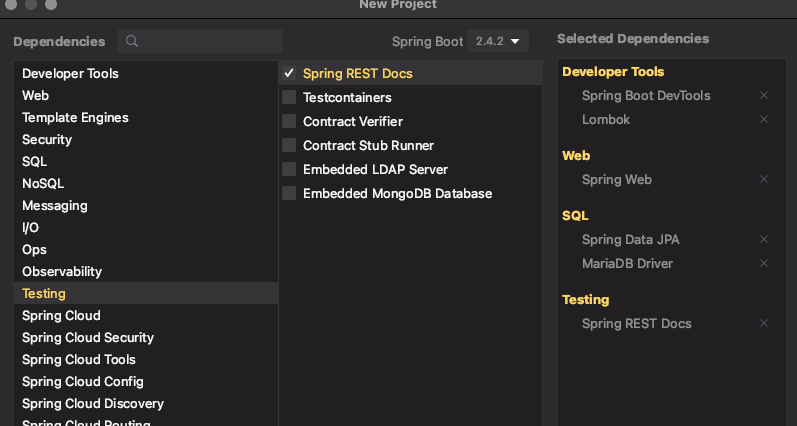 New Project
Dependencies
Spring Boot 2.4.2
Selected Dependencies
Developer Tools
Web
Template Engines
Security
SQL
NoSQL
Messaging
I/O
Ops
Observability
Testing
Spring Cloud
Spring Cloud Security
Spring Cloud Tools
Spring Cloud Config
Spring Cloud Discovery
Spring Cloud Routing
Spring REST Docs
Testcontainers
Contract Verifier
Contract Stub Runner
Embedded LDAP Server
Embedded MongoDB Database
Developer Tools
Spring Boot DevTools
Lombok
Web
Spring Web
SQL
Spring Data JPA
MariaDB Driver
Testing
Spring REST Docs